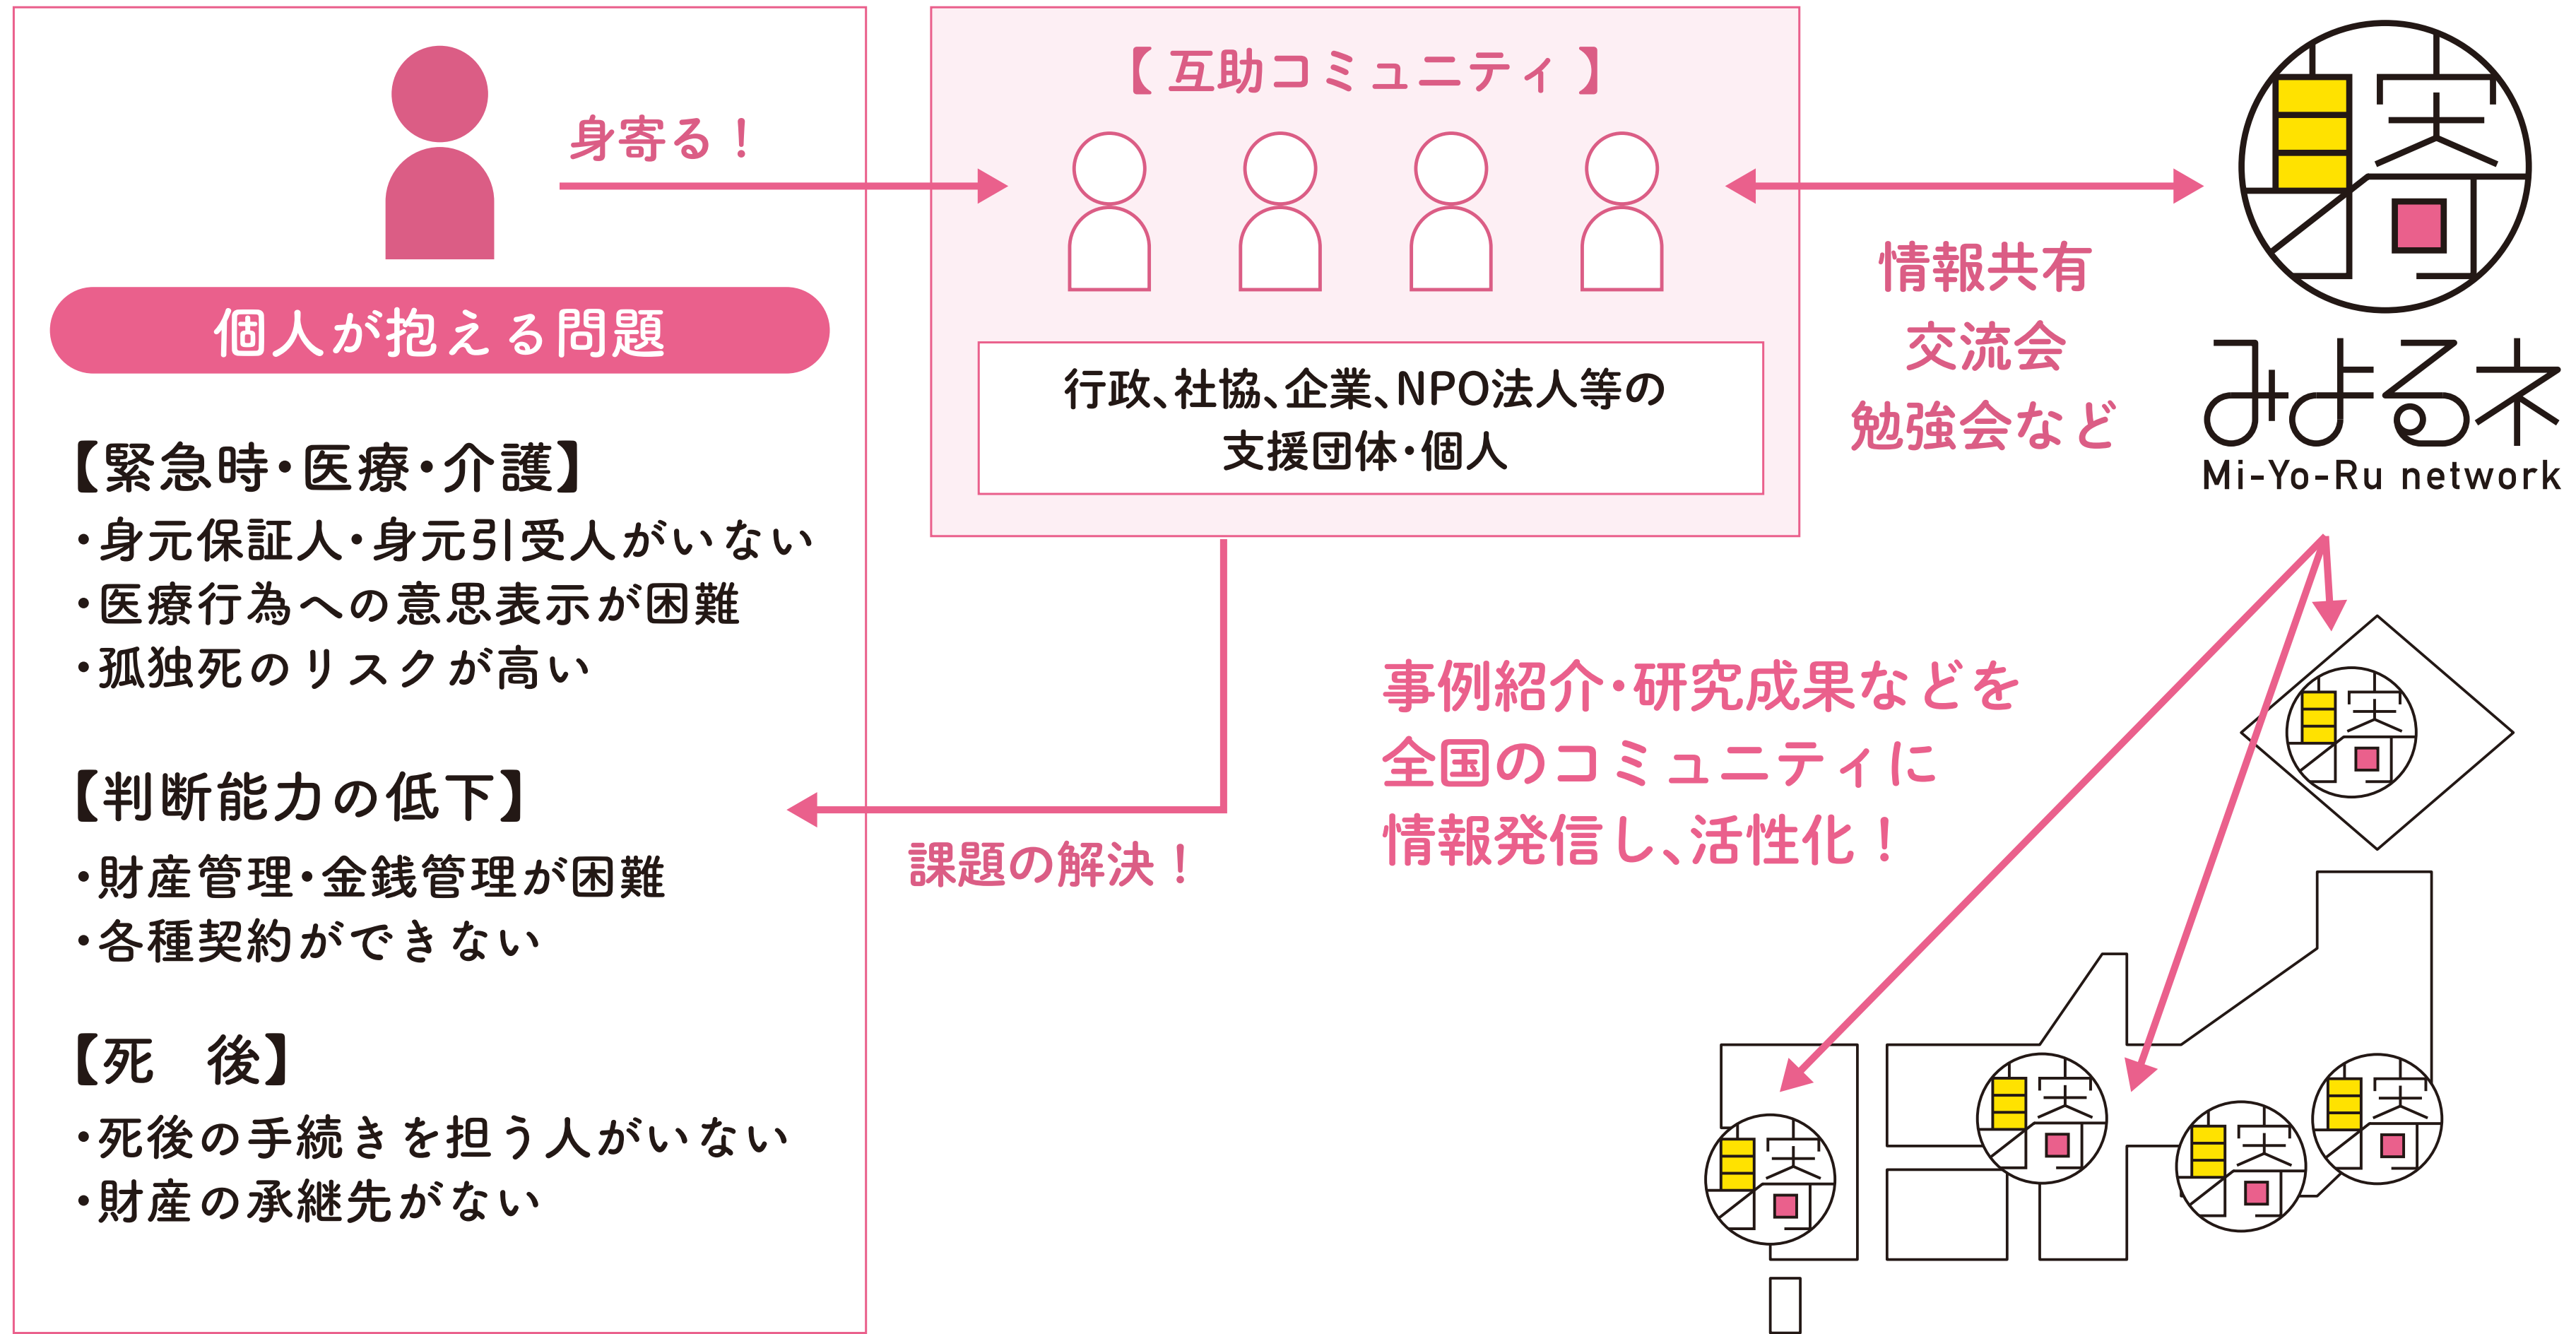 身寄る！
個人が抱える問題
【緊急時・医療・介護】
・身元保証人・身元引受人がいない
・医療行為への意思表示が困難
・孤独死のリスクが高い
【判断能力の低下】
・財産管理・金銭管理が困難
・各種契約ができない
【死　後】
・死後の手続きを担う人がいない
・財産の承継先がない
【 互助コミュニティ 】
行政、社協、企業、NPO法人等の
支援団体・個人
課題の解決！
情報共有
交流会
勉強会など
みよるネ
Mi-Yo-Ru network
事例紹介・研究成果などを
全国のコミュニティに
情報発信し、活性化！